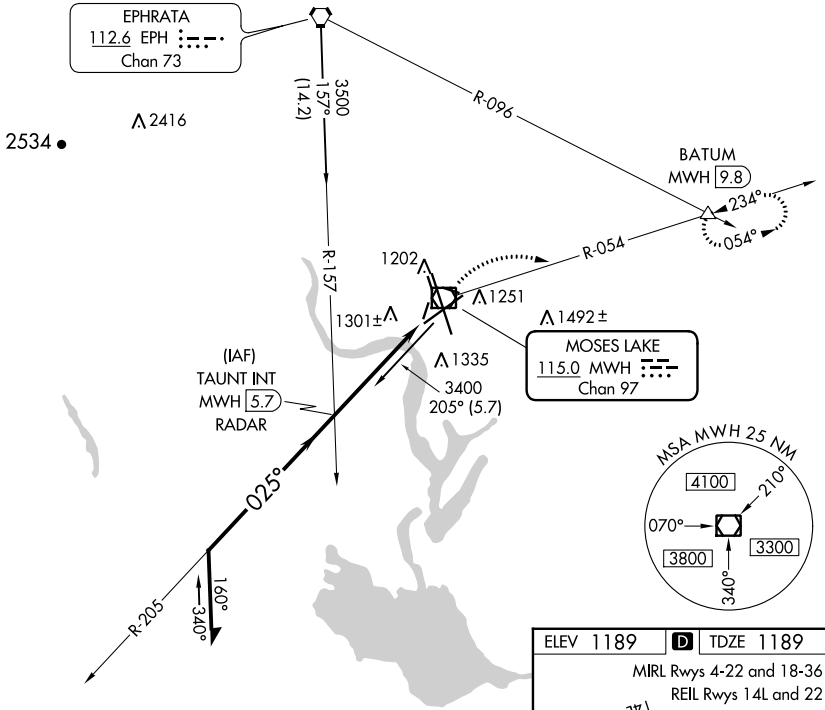 EPHRATA
112.6 EPH
Chan 73
3500
157°
(14.2)
R-096
2416
2534
BATUM
MWH 9.8
234°
054°
R-054
R-157
1202
1251
1301±
1492 ±
MOSES LAKE
115.0 MWH
Chan 97
(IAF)
TAUNT INT
MWH 5.7
RADAR
1335
3400
205° (5.7)
025°
MSA MWH 25 NM
4100
210°
070°
3800
3300
340°
160°
340°
R-205
ELEV 1189 D TDZE 1189
MIRL Rwys 4-22 and 18-36
REIL Rwys 14L and 22
14L